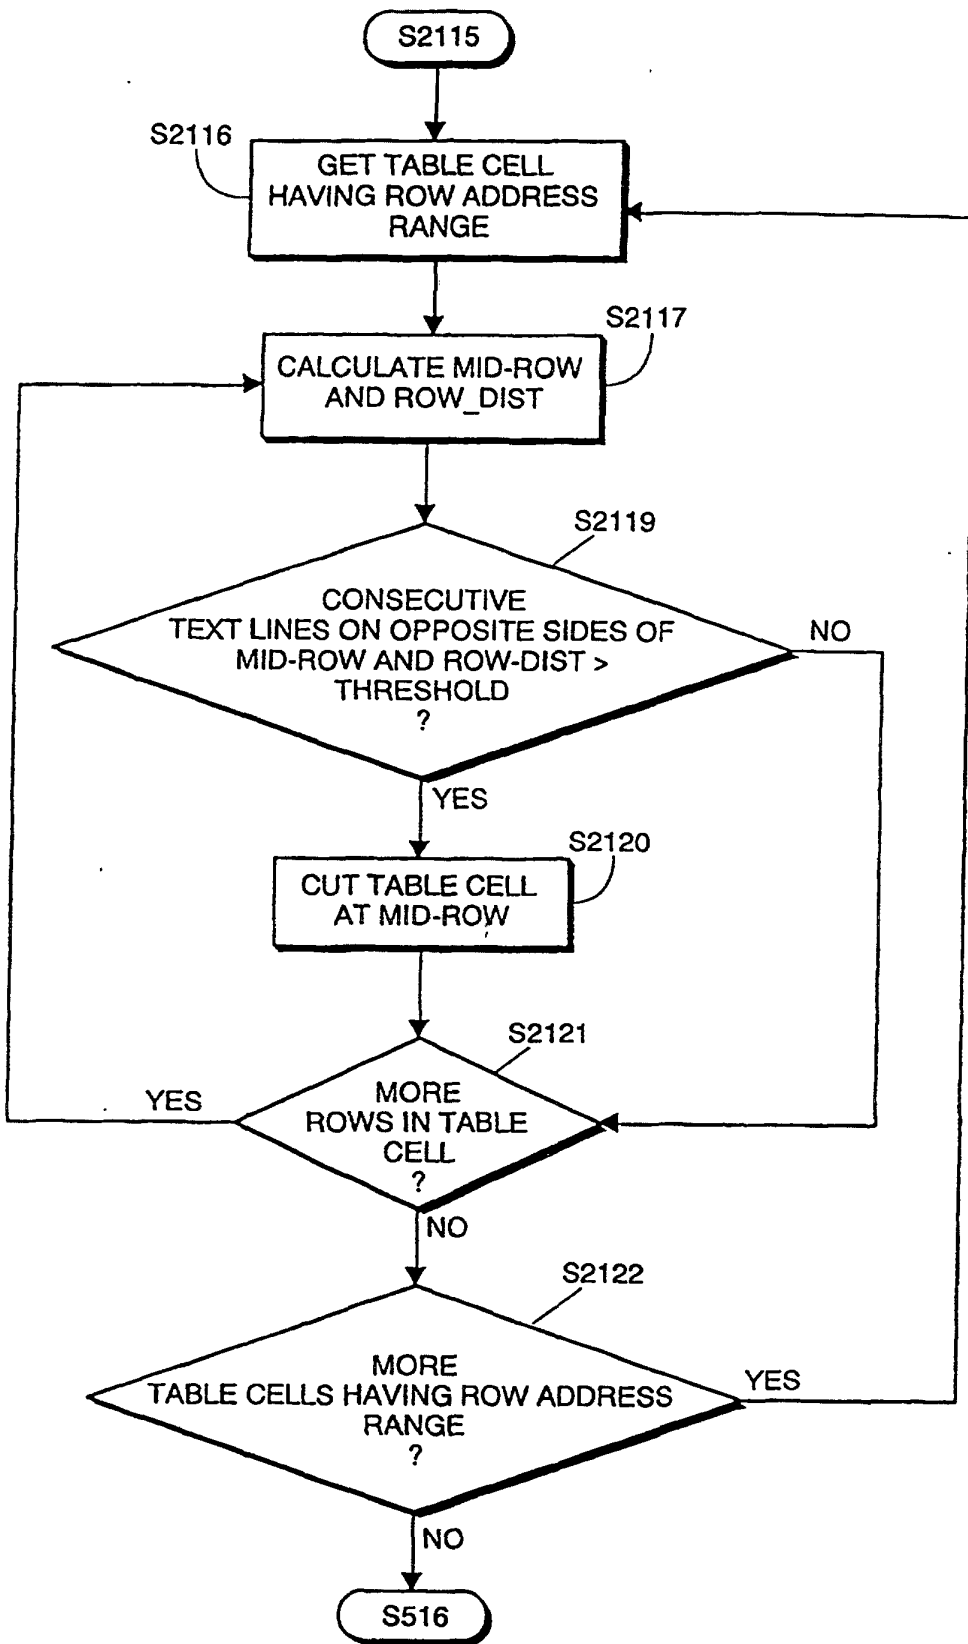 S2115
S2116
GET TABLE CELL
HAVING ROW ADDRESS
RANGE
S2117
CALCULATE MID-ROW
AND ROW_DIST
S2119
CONSECUTIVE
TEXT LINES ON OPPOSITE SIDES OF
MID-ROW AND ROW-DIST >
THRESHOLD
?
NO
YES
S2120
CUT TABLE CELL
AT MID-ROW
S2121
MORE
ROWS IN TABLE
CELL
?
YES
NO
S2122
MORE
TABLE CELLS HAVING ROW ADDRESS
RANGE
?
YES
NO
S516